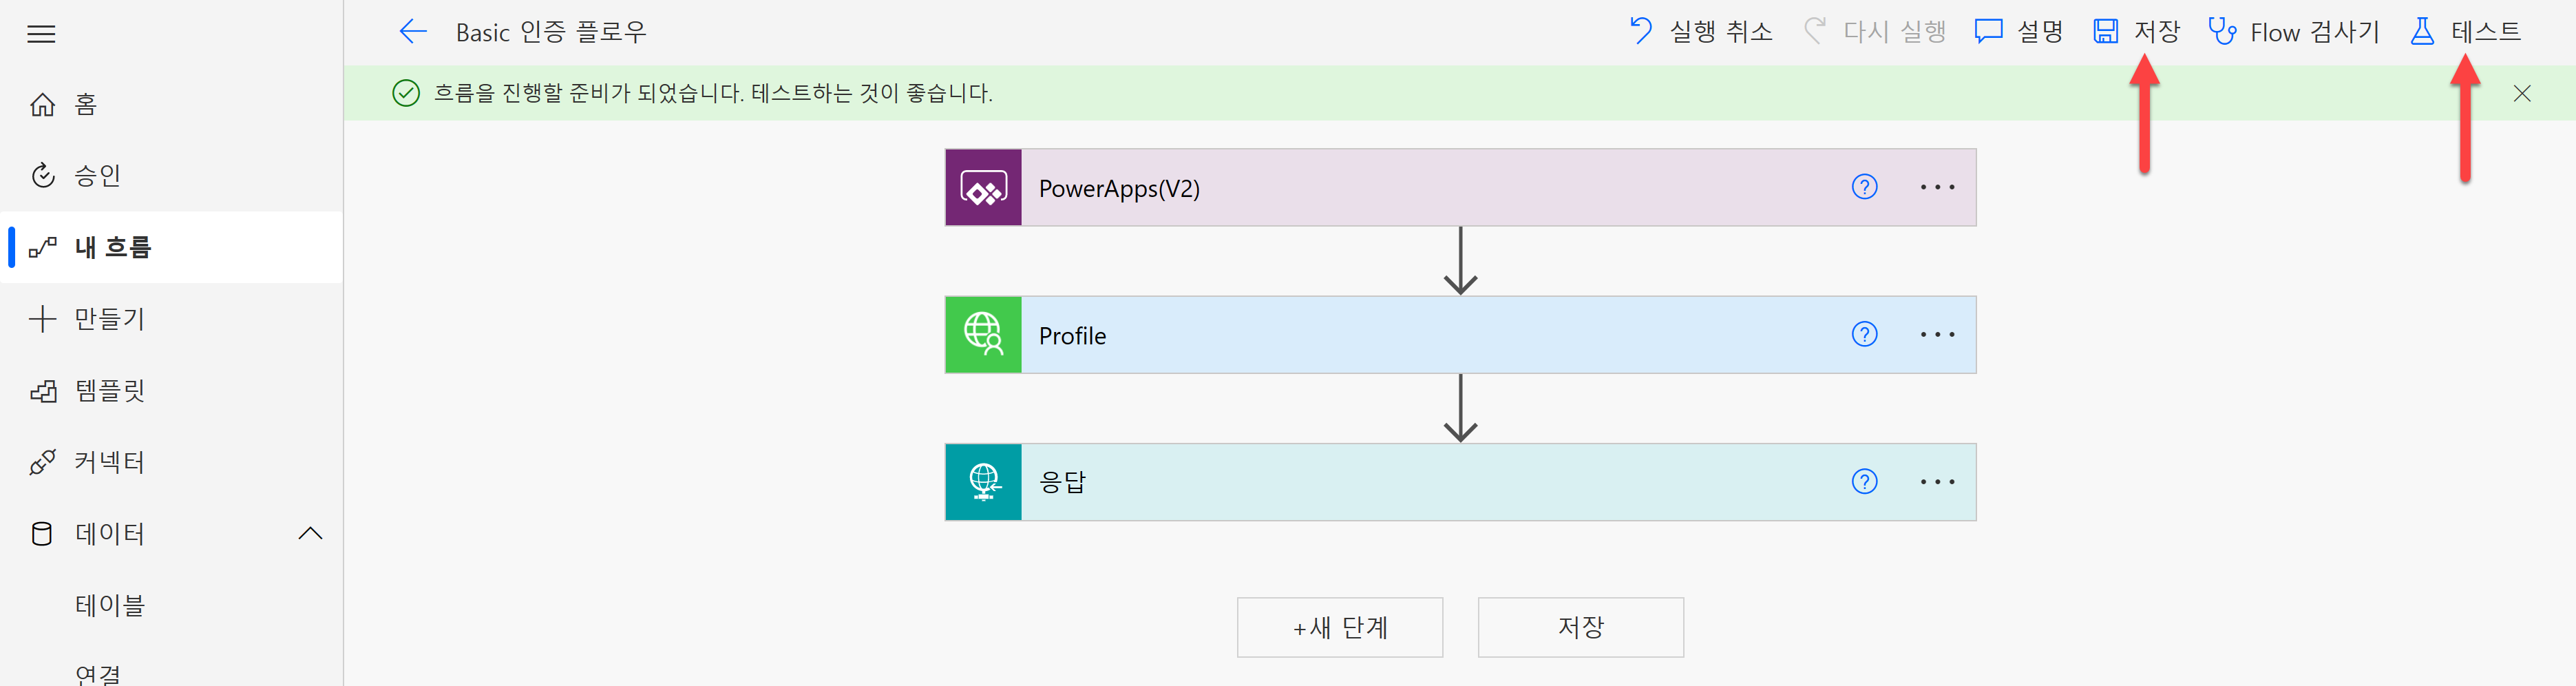 Basic 인증 플로우
실행 취소
다시 실행
설명
저장
Flow 검사기
테스트
흐름을 진행할 준비가 되었습니다. 테스트하는 것이 좋습니다.
홈
승인
내 흐름
만들기
템플릿
커넥터
데이터
테이블
연결
PowerApps(V2)
Profile
응답
+새 단계
저장